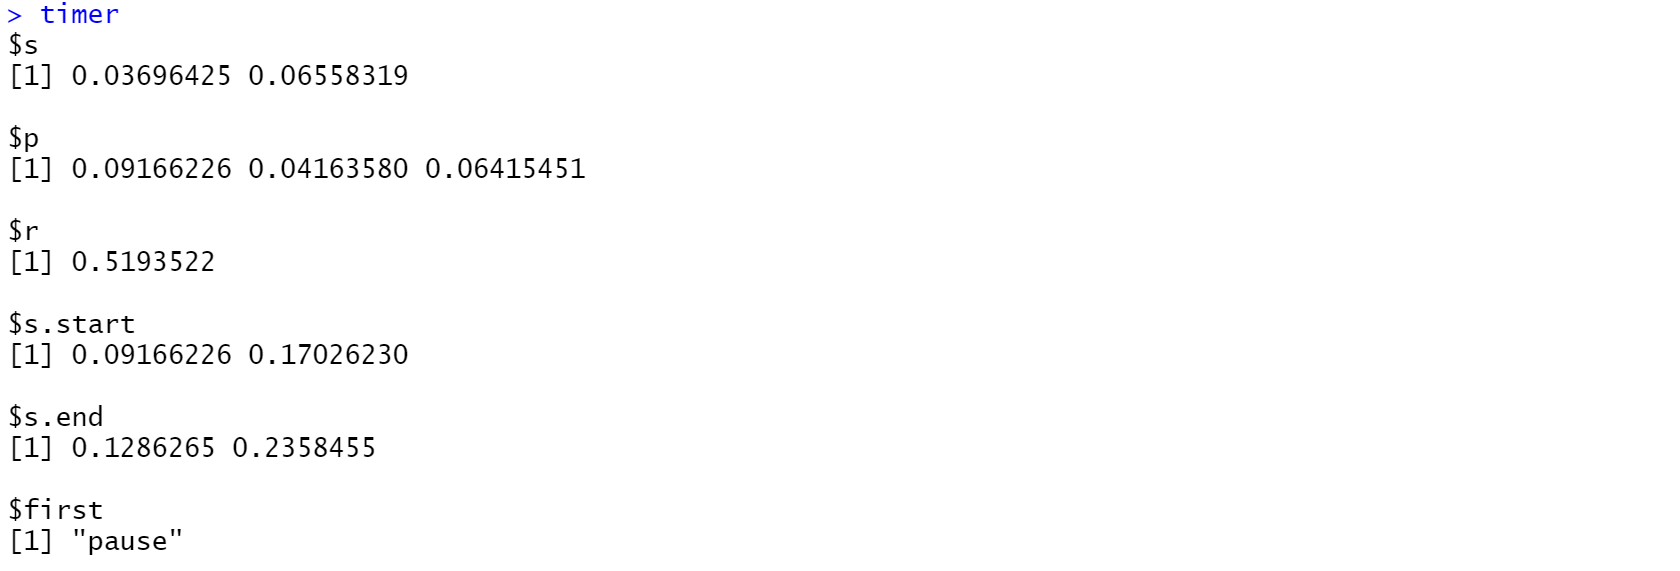 > timer
$s
[1] 0.03696425 0.06558319
$p
[1] 0.09166226 0.04163580 0.06415451
$r
[1] 0.5193522
$s.start
[1] 0.09166226 0.17026230
$s.end
[1] 0.1286265 0.2358455
$first
[1] "pause"